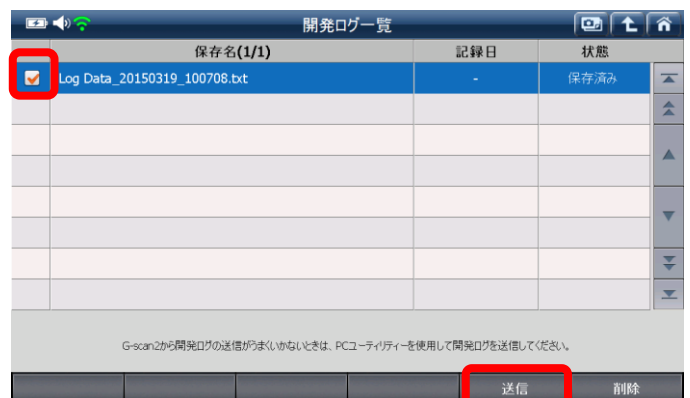 開発ログ一覧
保存名(1/1) 記録日 状態
Log Data_20150319_100708.txt - 保存済み
G-scan2から開発ログの送信がうまくいかないときは、PCユーティリティーを使用して開発ログを送信してください。
送信 削除